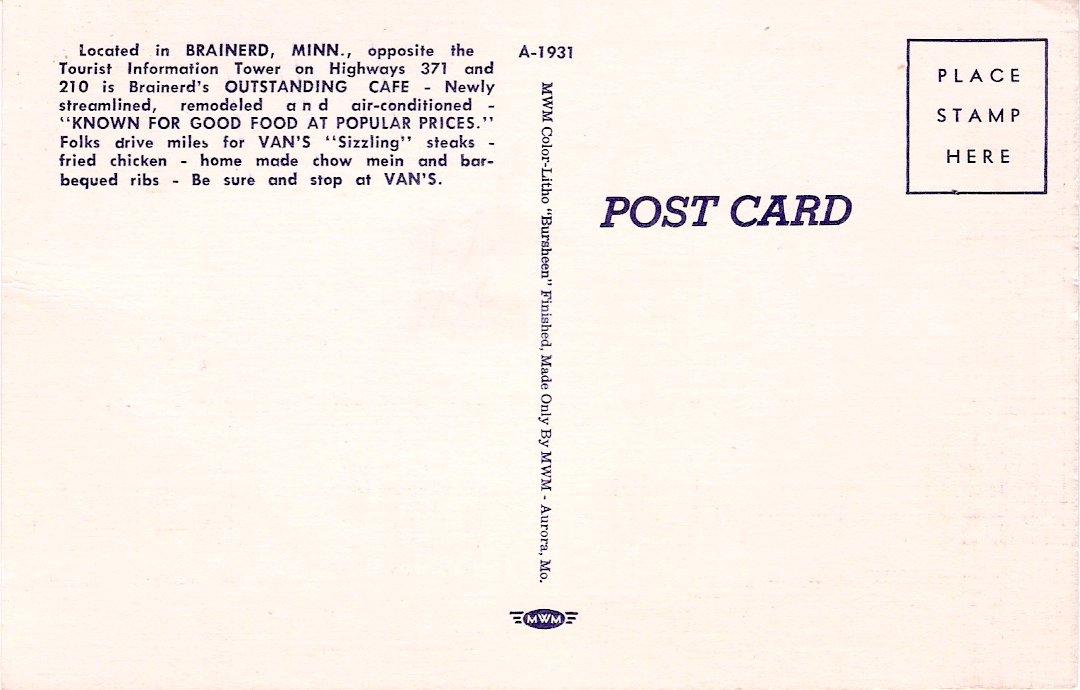 Located in BRAINERD, MINN., opposite the
Tourist Information Tower on Highways 371 and
210 is Brainerd's OUTSTANDING CAFE - Newly
streamlined, remodeled and air-conditioned -
"KNOWN FOR GOOD FOOD AT POPULAR PRICES."
Folks drive miles for VAN'S "Sizzling" steaks -
fried chicken - home made chow mein and bar-
bequed ribs - Be sure and stop at VAN'S.
A-1931
MWM Color-Litho "Bursheen" Finished, Made Only By MWM - Aurora, Mo.
MWM
POST CARD
PLACE
STAMP
HERE